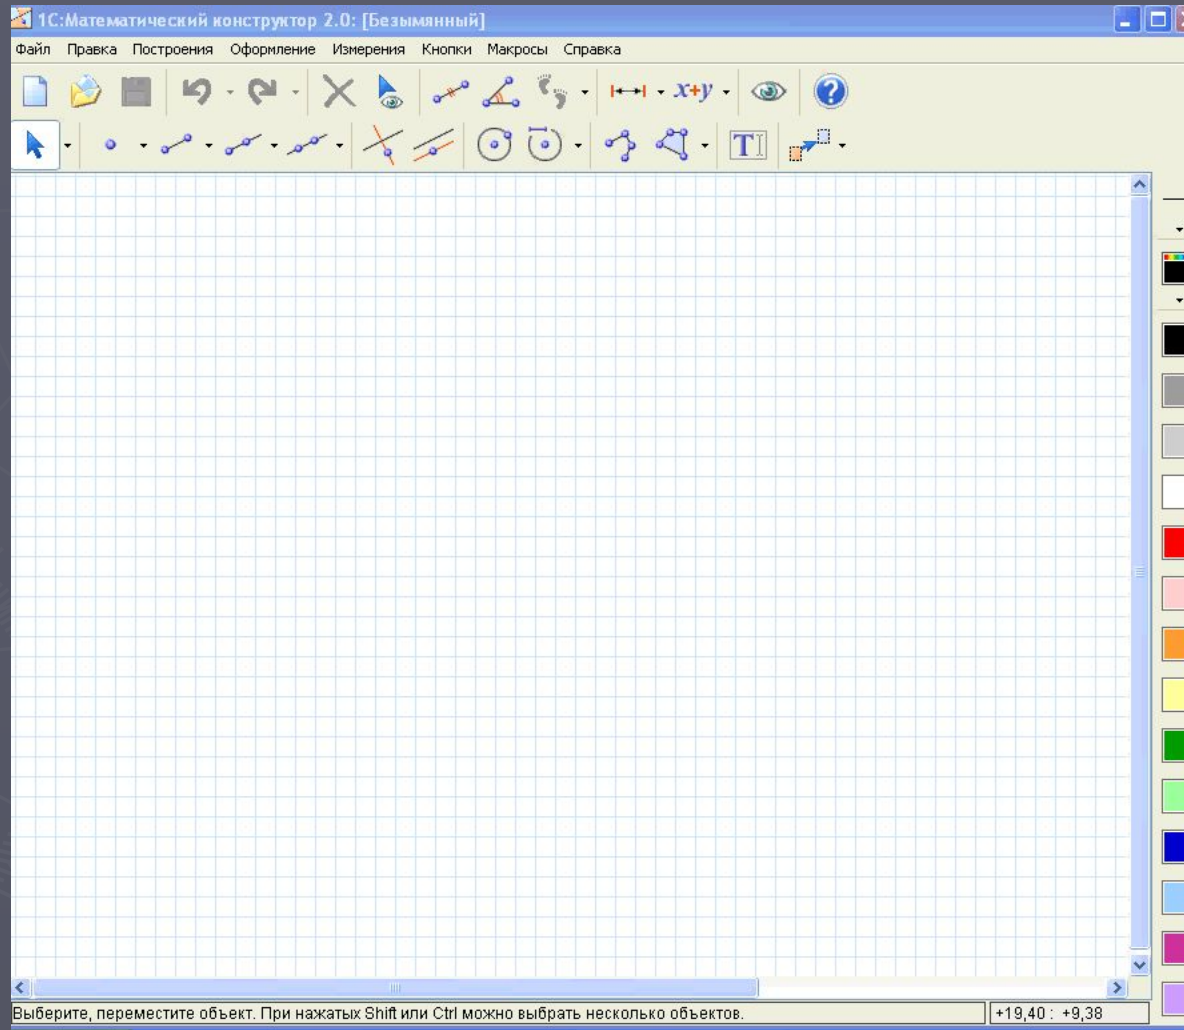 1С:Математический конструктор 2.0: [Безымянный]
Файл Правка Построения Оформление Измерения Кнопки Макросы Справка
x+y ?
T
Выберите, переместите объект. При нажатых Shift или Ctrl можно выбрать несколько объектов. +19,40 : +9,38